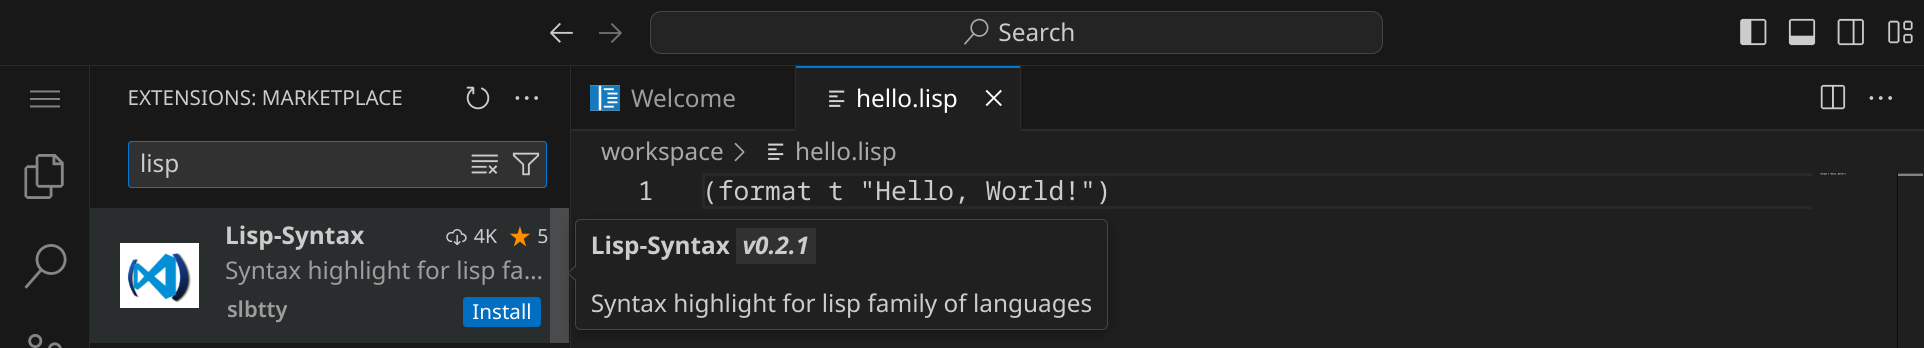 Search
EXTENSIONS: MARKETPLACE
lisp
Lisp-Syntax 4K 5
Syntax highlight for lisp fa...
slbtty Install
Welcome hello.lisp
workspace > hello.lisp
1 (format t "Hello, World!")
Lisp-Syntax v0.2.1
Syntax highlight for lisp family of languages